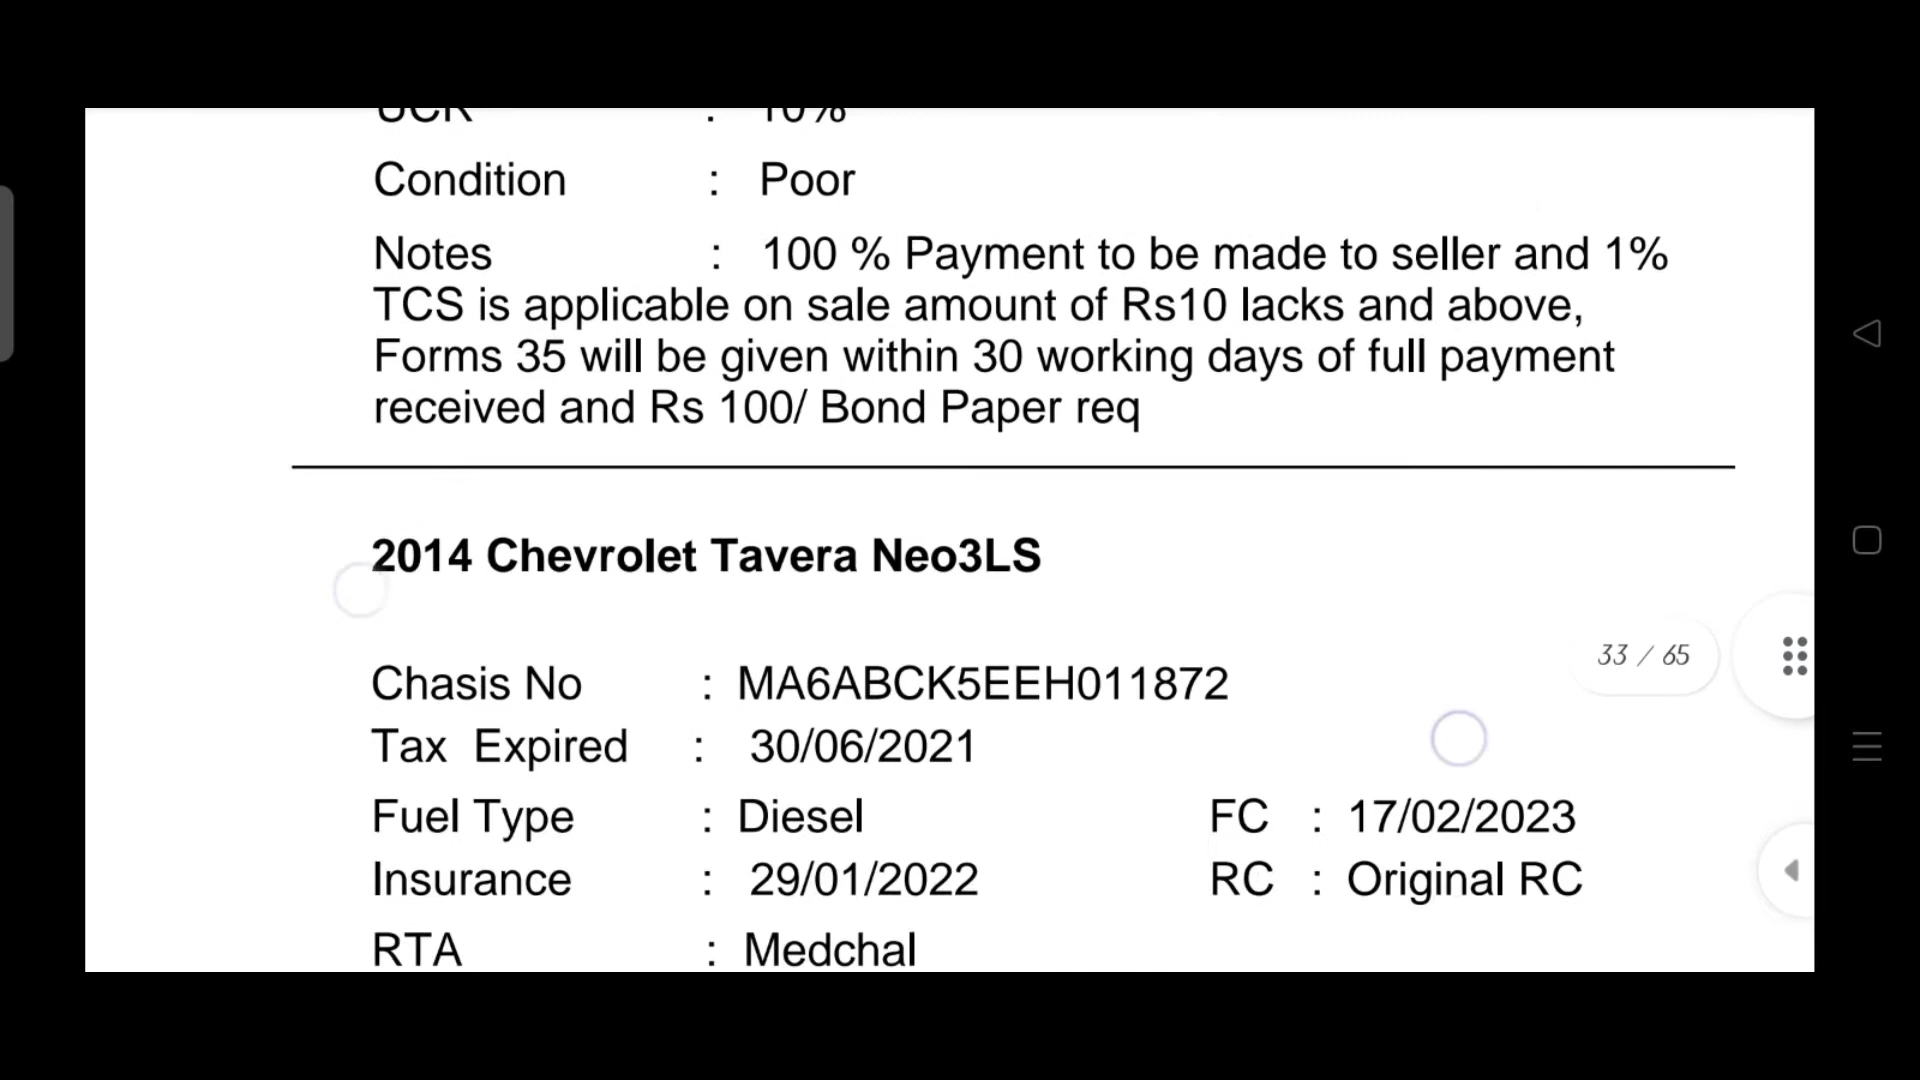 UCR : 10%
Condition : Poor
Notes : 100 % Payment to be made to seller and 1%
TCS is applicable on sale amount of Rs10 lacks and above,
Forms 35 will be given within 30 working days of full payment
received and Rs 100/ Bond Paper req
2014 Chevrolet Tavera Neo3LS
33 / 65
Chasis No : MA6ABCK5EEH011872
Tax Expired : 30/06/2021
Fuel Type : Diesel FC : 17/02/2023
Insurance : 29/01/2022 RC : Original RC
RTA : Medchal